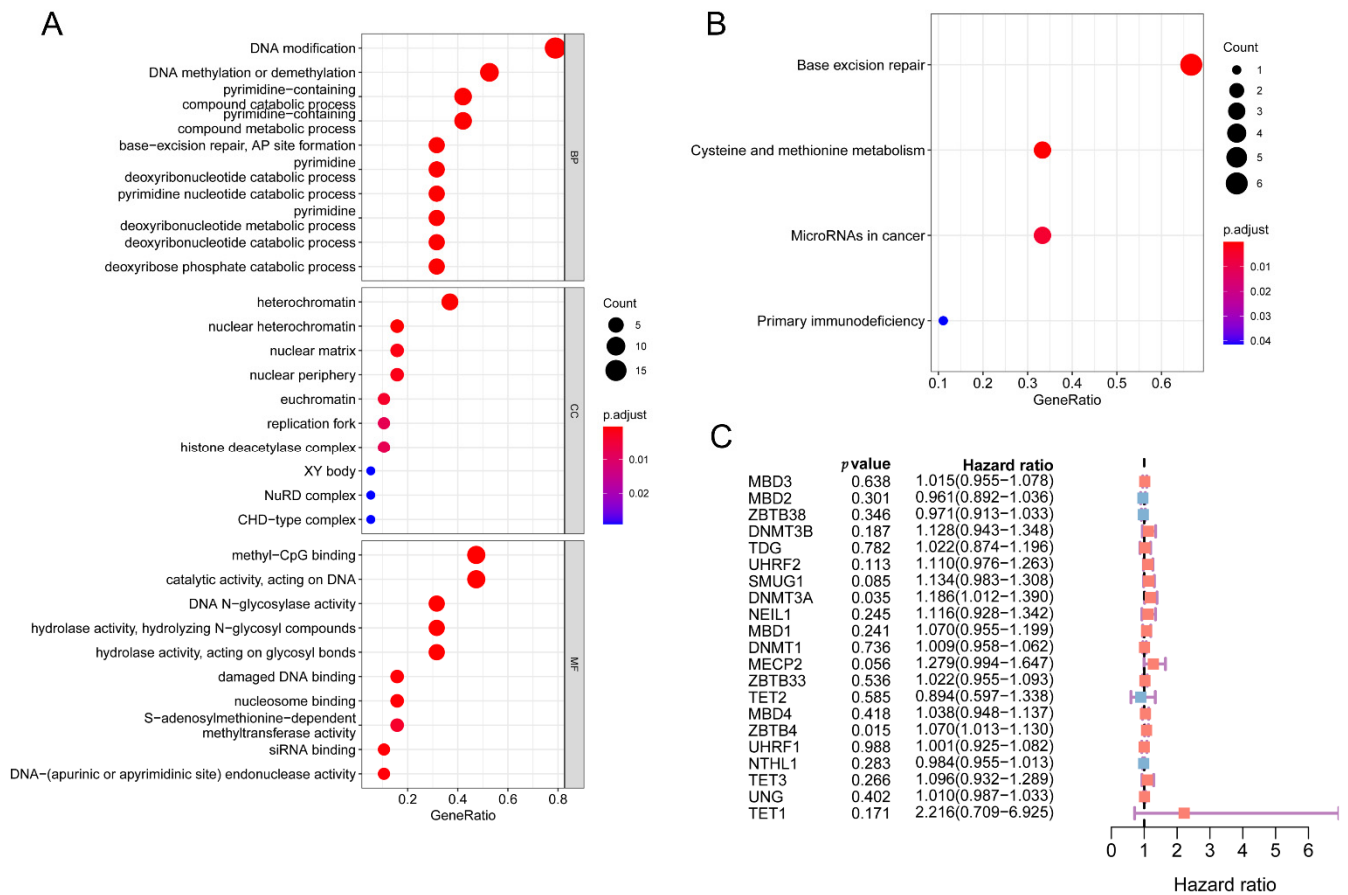 A
DNA modification
DNA methylation or demethylation
pyrimidine-containing
compound catabolic process
pyrimidine-containing
compound metabolic process
base-excision repair, AP site formation
pyrimidine
deoxyribonucleotide catabolic process
pyrimidine nucleotide catabolic process
pyrimidine
deoxyribonucleotide metabolic process
deoxyribonucleotide catabolic process
deoxyribose phosphate catabolic process
BP
heterochromatin
nuclear heterochromatin
nuclear matrix
nuclear periphery
euchromatin
replication fork
histone deacetylase complex
XY body
NuRD complex
CHD-type complex
CC
methyl-CpG binding
catalytic activity, acting on DNA
DNA N-glycosylase activity
hydrolase activity, hydrolyzing N-glycosyl compounds
hydrolase activity, acting on glycosyl bonds
damaged DNA binding
nucleosome binding
S-adenosylmethionine-dependent
methyltransferase activity
siRNA binding
DNA-(apurinic or apyrimidinic site) endonuclease activity
MF
0.2 0.4 0.6 0.8
GeneRatio
Count
5
10
15
p.adjust
0.01
0.02
B
Base excision repair
Cysteine and methionine metabolism
MicroRNAs in cancer
Primary immunodeficiency
0.1 0.2 0.3 0.4 0.5 0.6
GeneRatio
Count
1
2
3
4
5
6
p.adjust
0.01
0.02
0.03
0.04
C
p value Hazard ratio
MBD3 0.638 1.015(0.955-1.078)
MBD2 0.301 0.961(0.892-1.036)
ZBTB38 0.346 0.971(0.913-1.033)
DNMT3B 0.187 1.128(0.943-1.348)
TDG 0.782 1.022(0.874-1.196)
UHRF2 0.113 1.110(0.976-1.263)
SMUG1 0.085 1.134(0.983-1.308)
DNMT3A 0.035 1.186(1.012-1.390)
NEIL1 0.245 1.116(0.928-1.342)
MBD1 0.241 1.070(0.955-1.199)
DNMT1 0.736 1.009(0.958-1.062)
MECP2 0.056 1.279(0.994-1.647)
ZBTB33 0.536 1.022(0.955-1.093)
TET2 0.585 0.894(0.597-1.338)
MBD4 0.418 1.038(0.948-1.137)
ZBTB4 0.015 1.070(1.013-1.130)
UHRF1 0.988 1.001(0.925-1.082)
NTHL1 0.283 0.984(0.955-1.013)
TET3 0.266 1.096(0.932-1.289)
UNG 0.402 1.010(0.987-1.033)
TET1 0.171 2.216(0.709-6.925)
0 1 2 3 4 5 6
Hazard ratio